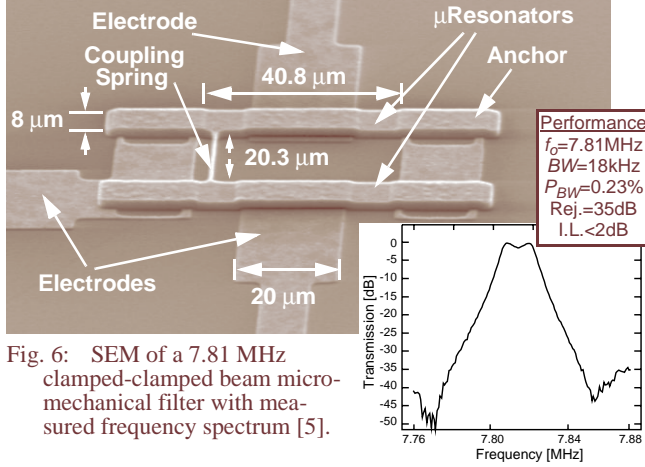 Electrode
μResonators
Coupling
Spring
40.8 μm
Anchor
8 μm
20.3 μm
Electrodes
20 μm
Performance
fo=7.81MHz
BW=18kHz
PBW=0.23%
Rej.=35dB
I.L.<2dB
Transmission [dB]
0
-5
-10
-15
-20
-25
-30
-35
-40
-45
-50
7.76 7.80 7.84 7.88
Frequency [MHz]
Fig. 6: SEM of a 7.81 MHz
clamped-clamped beam micro-
mechanical filter with mea-
sured frequency spectrum [5].